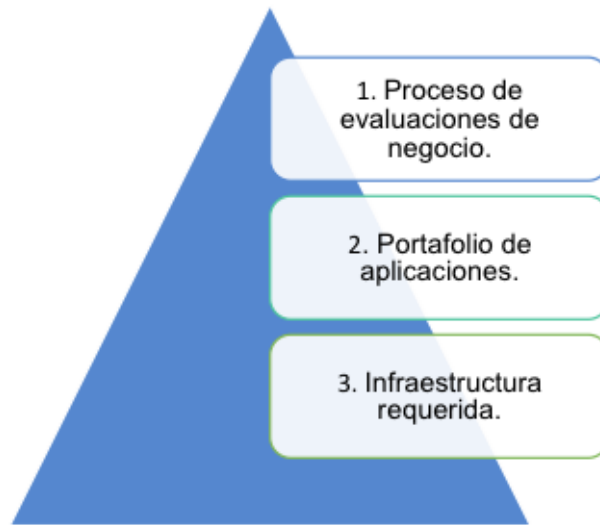 1. Proceso de
evaluaciones de
negocio.
2. Portafolio de
aplicaciones.
3. Infraestructura
requerida.